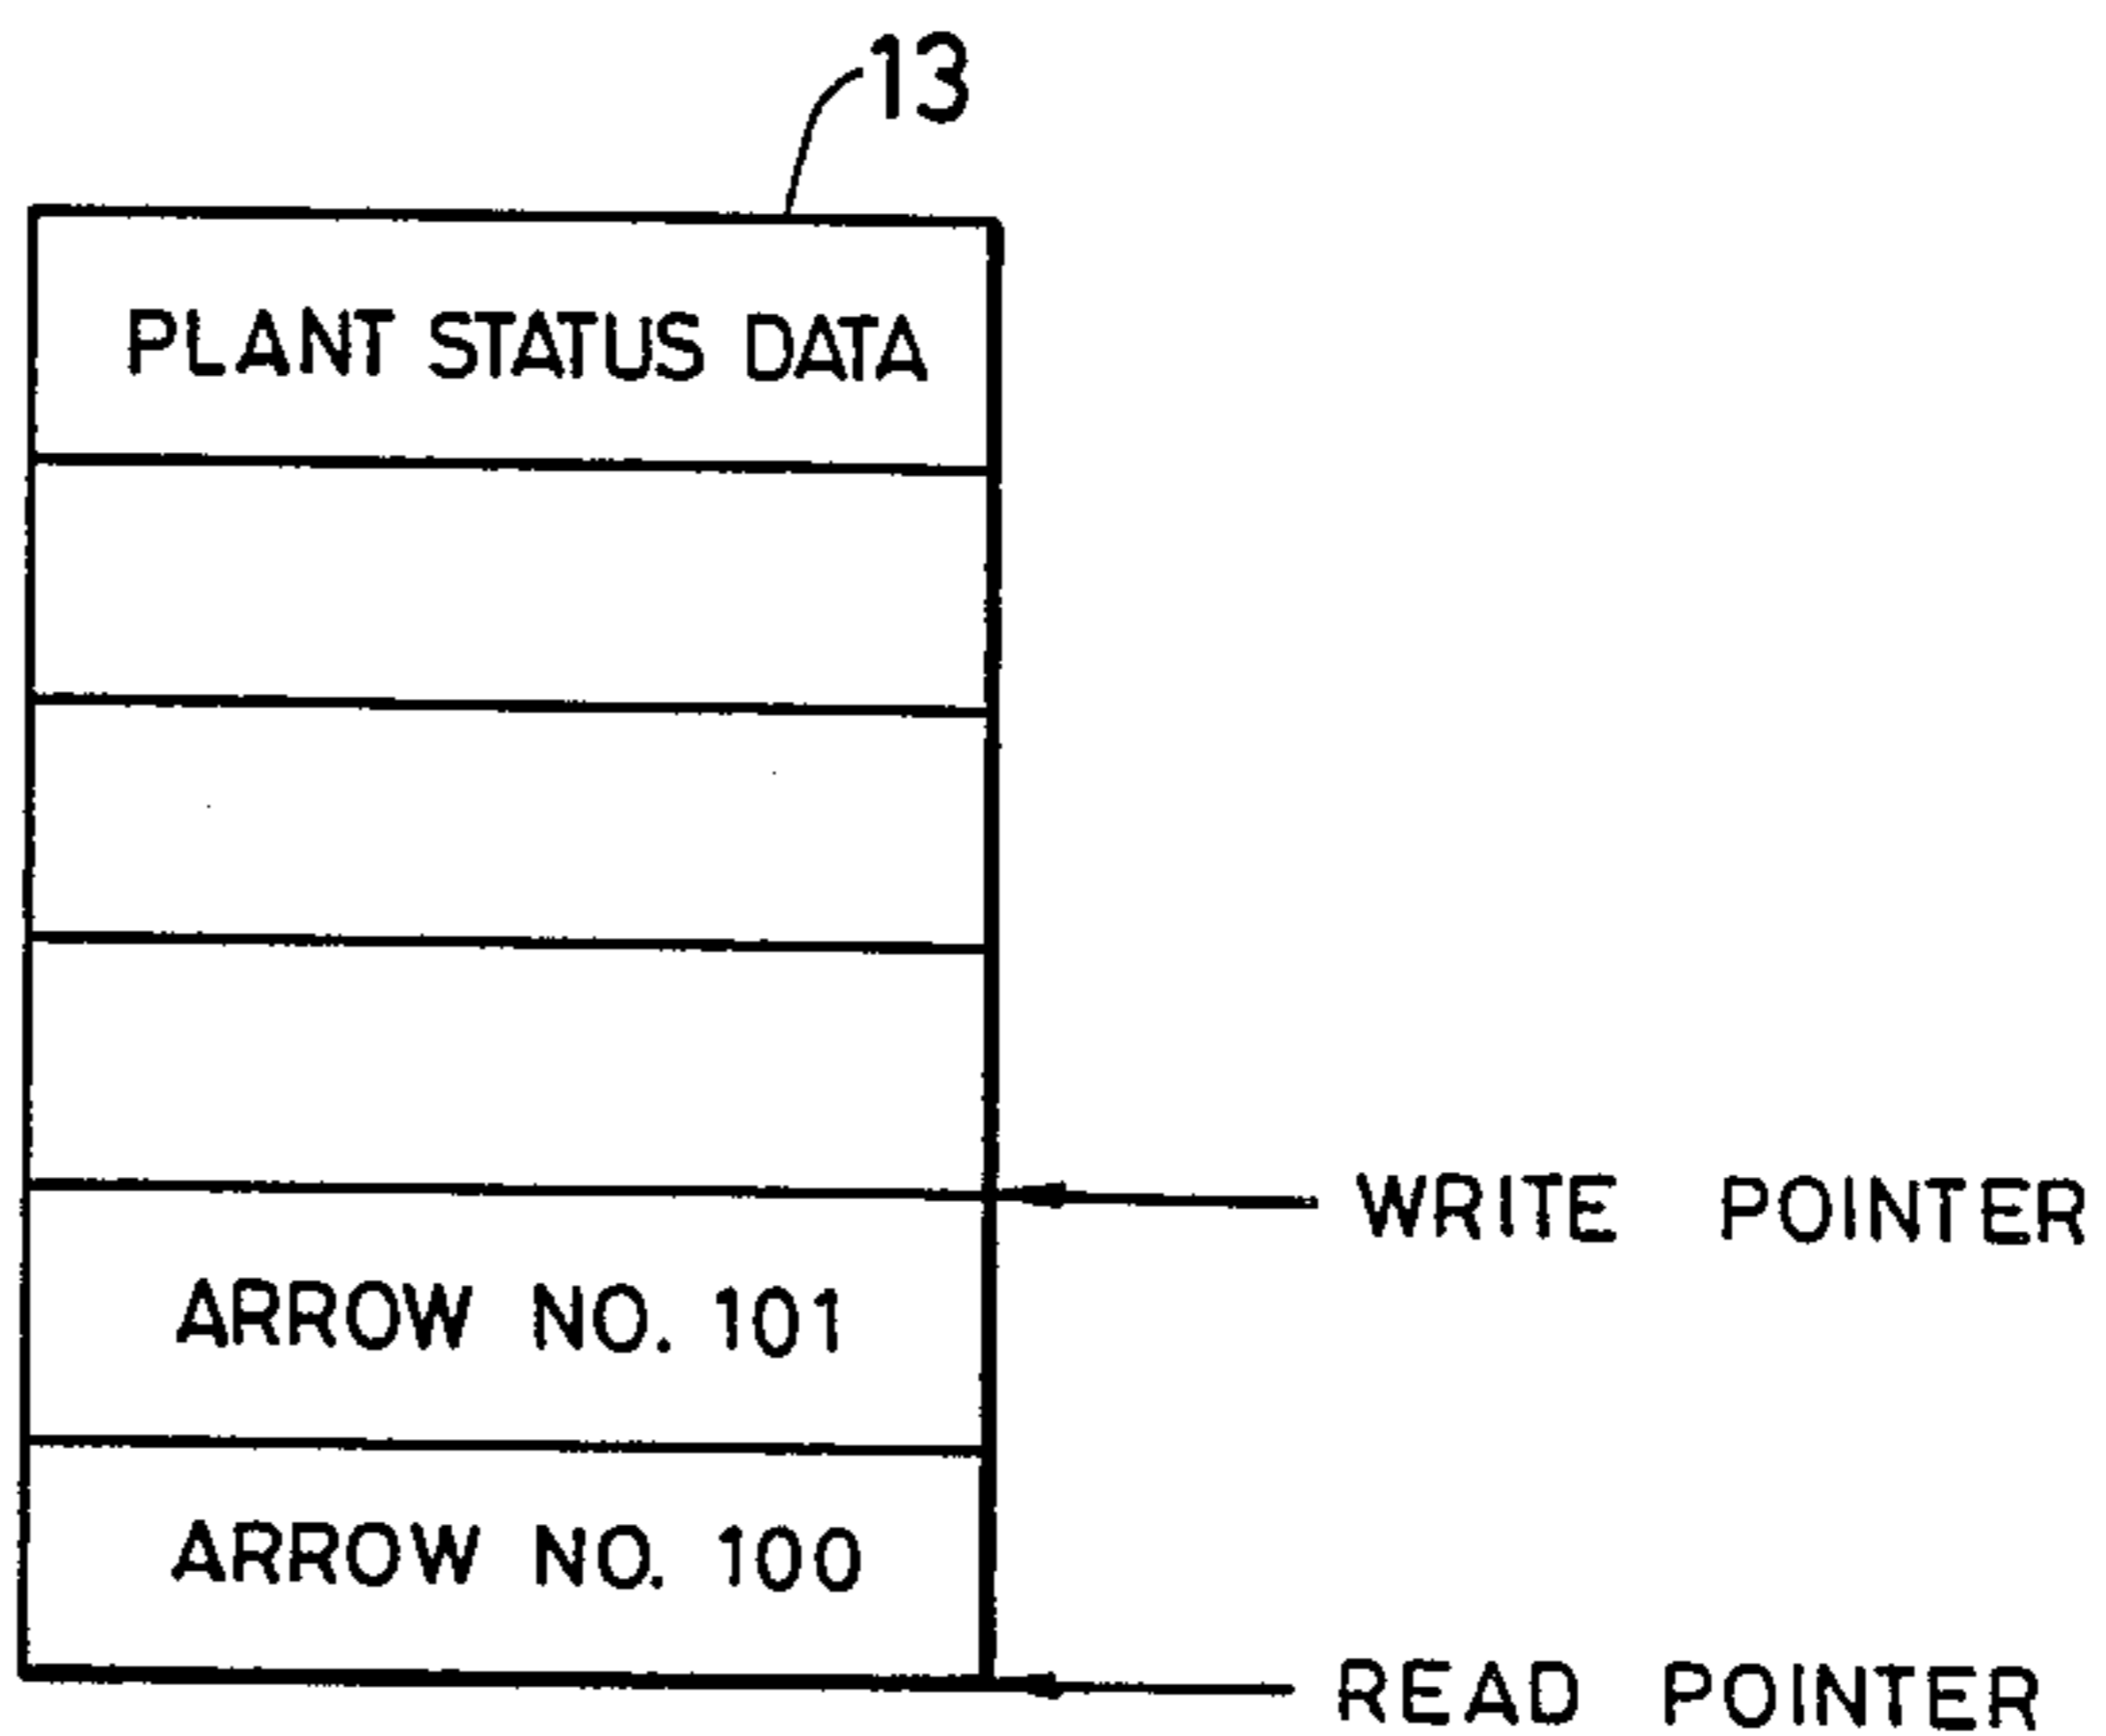 13
PLANT STATUS DATA
WRITE POINTER
ARROW NO. 101
ARROW NO. 100
READ POINTER